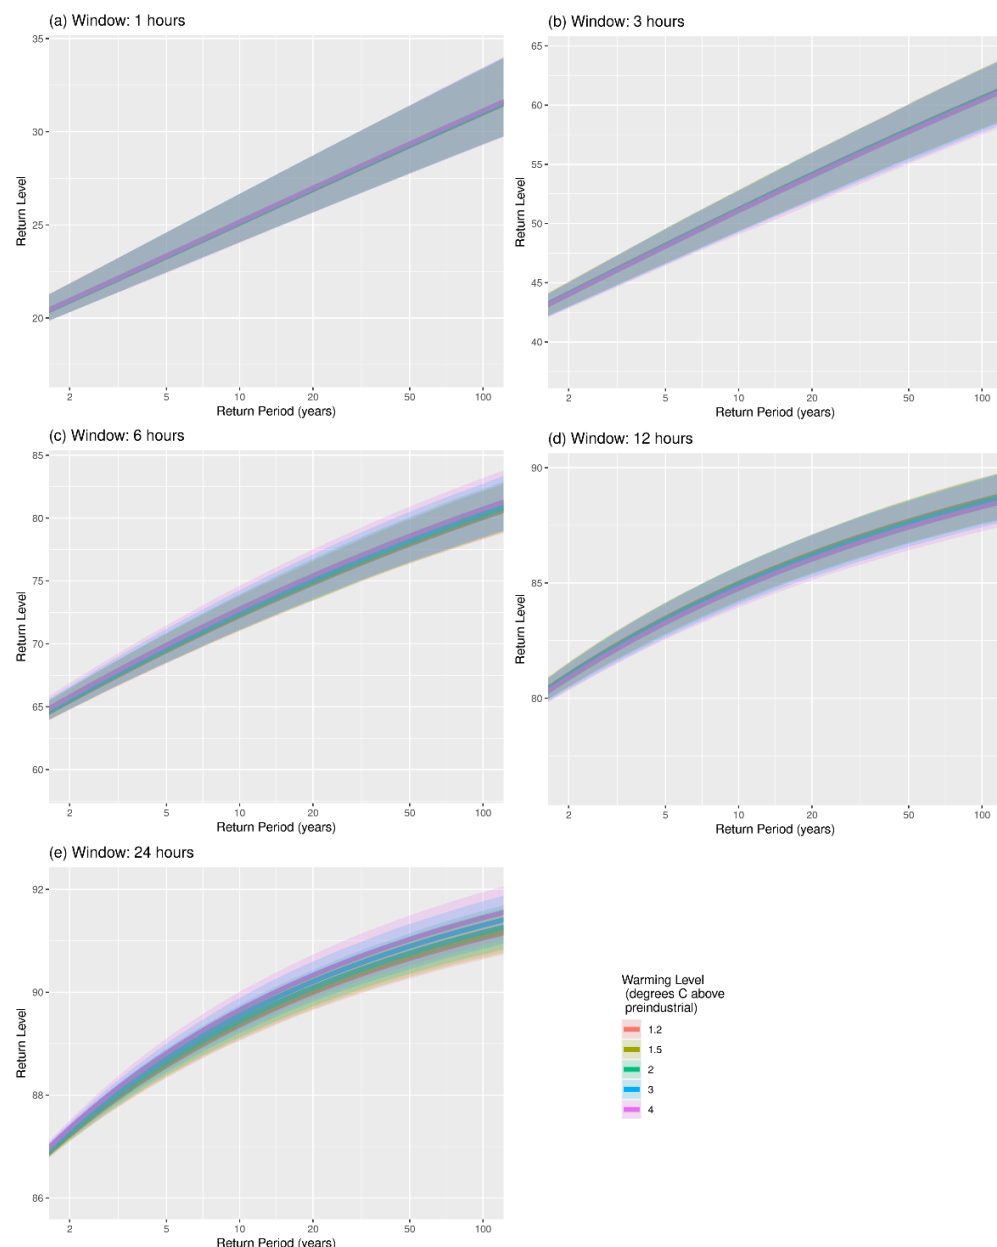 (a) Window: 1 hours
35
30
25
20
Return Level
2 5 10 20 50 100
Return Period (years)
(b) Window: 3 hours
65
60
55
50
45
40
Return Level
2 5 10 20 50 100
Return Period (years)
(c) Window: 6 hours
85
80
75
70
65
60
Return Level
2 5 10 20 50 100
Return Period (years)
(d) Window: 12 hours
90
85
80
Return Level
2 5 10 20 50 100
Return Period (years)
(e) Window: 24 hours
92
90
88
86
Return Level
2 5 10 20 50 100
Return Period (years)
Warming Level
(degrees C above
preindustrial)
1.2
1.5
2
3
4